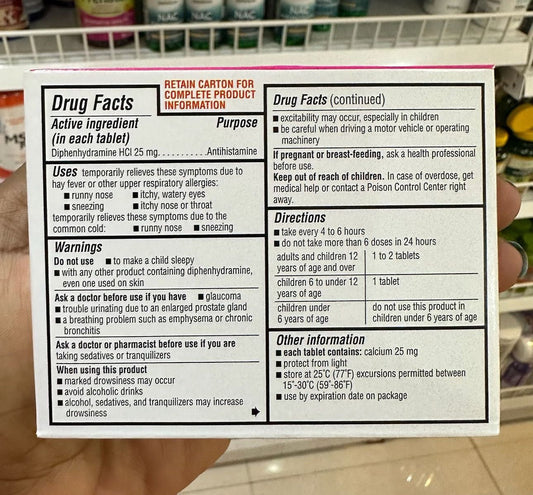 NAC
NAC
NAC
MS
RETAIN CARTON FOR
COMPLETE PRODUCT
INFORMATION
Drug Facts
Active ingredient Purpose
(in each tablet)
Diphenhydramine HCl 25 mg............Antihistamine
Uses temporarily relieves these symptoms due to
hay fever or other upper respiratory allergies:
■ runny nose ■ itchy, watery eyes
■ sneezing ■ itchy nose or throat
temporarily relieves these symptoms due to the
common cold: ■ runny nose ■ sneezing
Warnings
Do not use ■ to make a child sleepy
■ with any other product containing diphenhydramine,
even one used on skin
Ask a doctor before use if you have ■ glaucoma
■ trouble urinating due to an enlarged prostate gland
■ a breathing problem such as emphysema or chronic
bronchitis
Ask a doctor or pharmacist before use if you are
taking sedatives or tranquilizers
When using this product
■ marked drowsiness may occur
■ avoid alcoholic drinks
■ alcohol, sedatives, and tranquilizers may increase
drowsiness
Drug Facts (continued)
■ excitability may occur, especially in children
■ be careful when driving a motor vehicle or operating
machinery
If pregnant or breast-feeding, ask a health professional
before use.
Keep out of reach of children. In case of overdose, get
medical help or contact a Poison Control Center right
away.
Directions
■ take every 4 to 6 hours
■ do not take more than 6 doses in 24 hours
adults and children 12 1 to 2 tablets
years of age and over
children 6 to under 12 1 tablet
years of age
children under do not use this product in
6 years of age children under 6 years of age
Other information
■ each tablet contains: calcium 25 mg
■ protect from light
■ store at 25˚C (77˚F) excursions permitted between
15˚-30˚C (59˚-86˚F)
■ use by expiration date on package